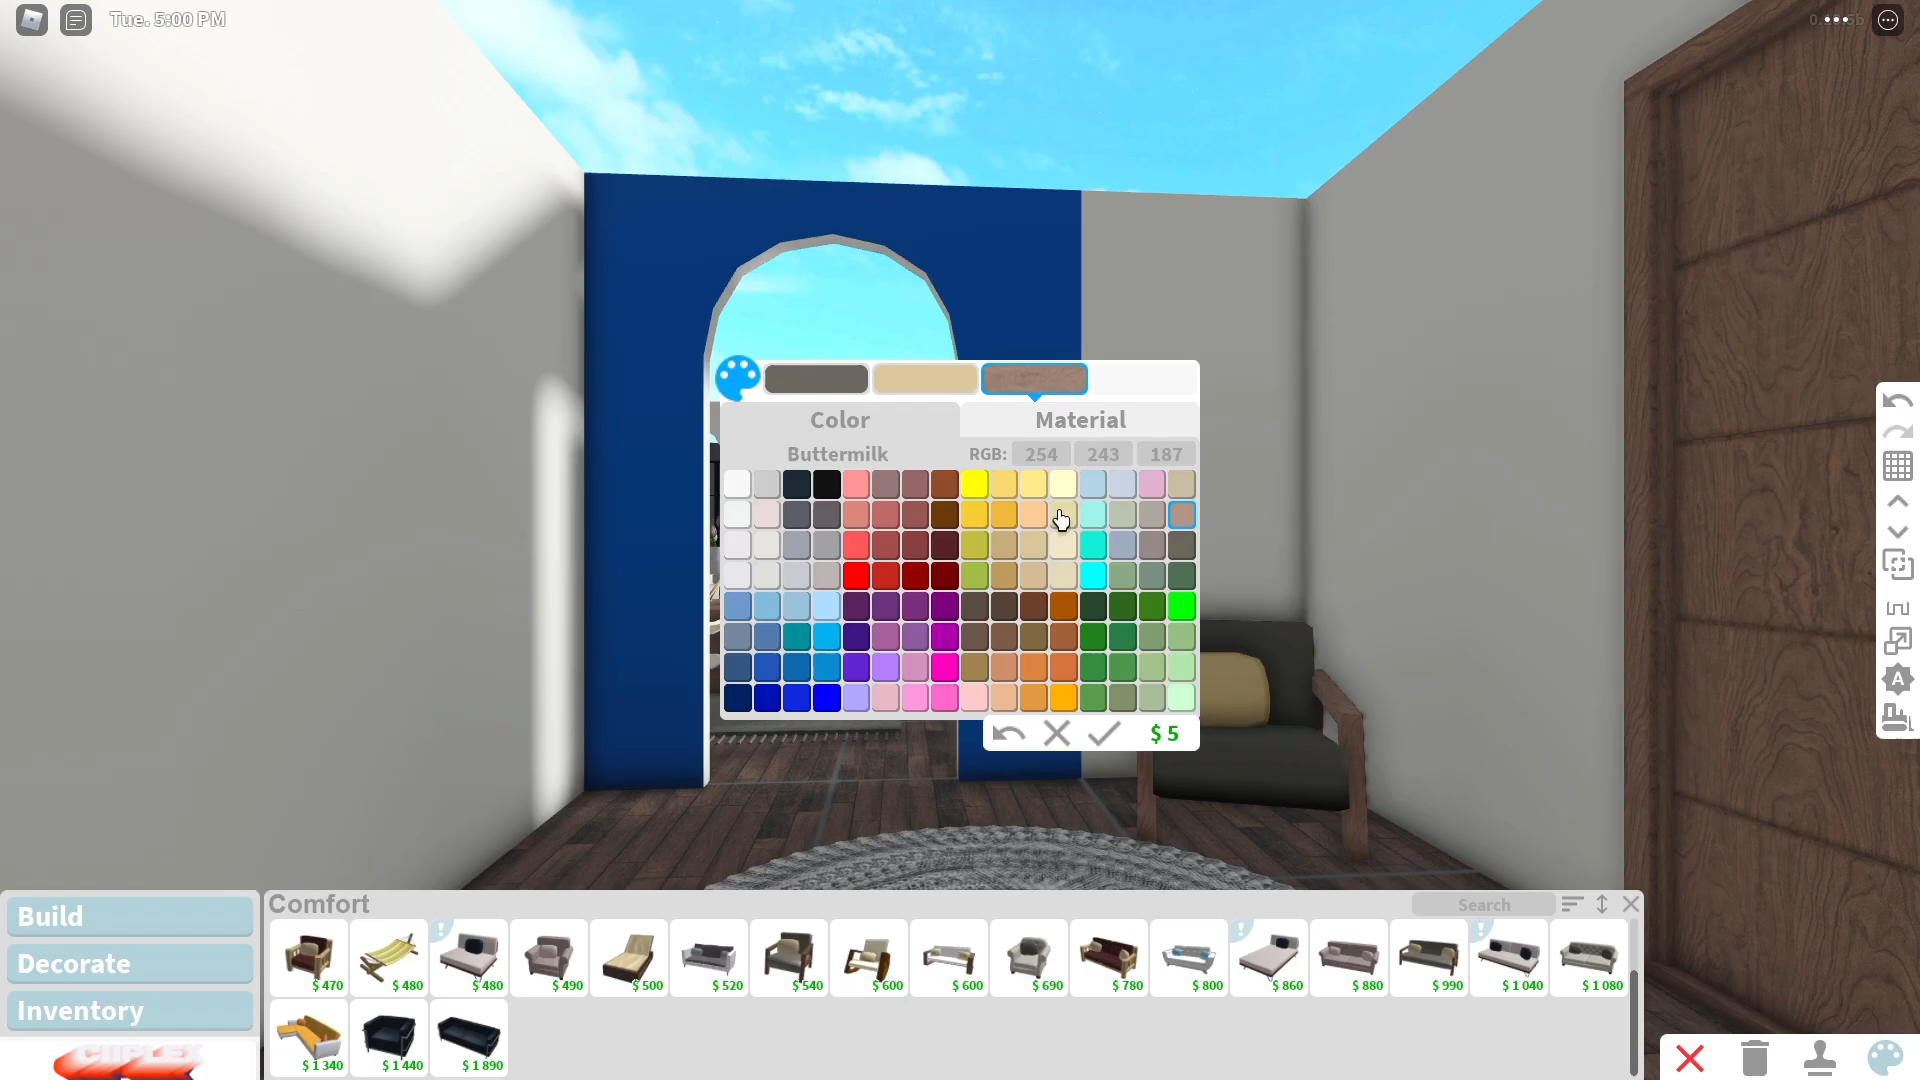 Tue. 5:00 PM
Color
Material
Buttermilk
RGB:
254
243
187
$ 5
A
Build
Decorate
Inventory
CLIPLEX
Comfort
Search
$ 470
$ 480
$ 480
$ 490
$ 500
$ 520
$ 540
$ 600
$ 600
$ 690
$ 780
$ 800
$ 860
$ 880
$ 990
$ 1 040
$ 1 080
$ 1 340
$ 1 440
$ 1 890